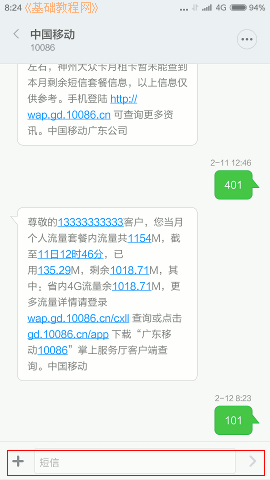 8:24《基础教程网》 ... 4G 94%
中国移动
10086
左右，神州大众卡月租卡暂未能查到
本月剩余短信套餐信息，以上信息仅
供参考。手机登陆 http://
wap.gd.10086.cn 可查询更多资
讯。中国移动广东公司
2-11 12:46
401
尊敬的13333333333客户，您当月
个人流量套餐内流量共1154M，截
至11日12时46分，已
用135.29M，剩余1018.71M，其
中：省内4G流量余1018.71M，更
多流量详情请登录
wap.gd.10086.cn/cxll 查询或点击
gd.10086.cn/app 下载“广东移
动10086”掌上服务厅客户端查
询。中国移动
2-12 8:23
101
短信